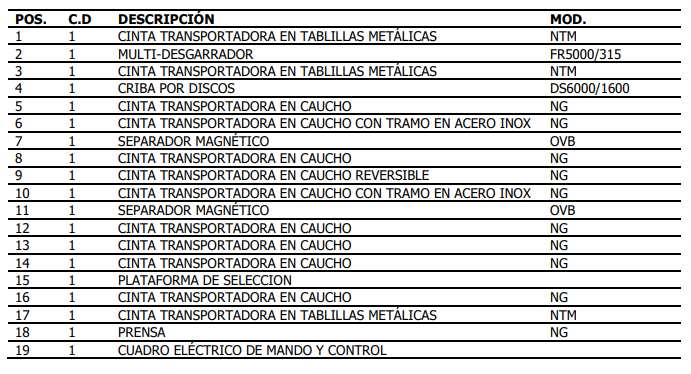 POS. C.D DESCRIPCIÓN MOD.
1 1 CINTA TRANSPORTADORA EN TABLILLAS METÁLICAS NTM
2 1 MULTI-DESGARRADOR FR5000/315
3 1 CINTA TRANSPORTADORA EN TABLILLAS METÁLICAS NTM
4 1 CRIBA POR DISCOS DS6000/1600
5 1 CINTA TRANSPORTADORA EN CAUCHO NG
6 1 CINTA TRANSPORTADORA EN CAUCHO CON TRAMO EN ACERO INOX NG
7 1 SEPARADOR MAGNÉTICO OVB
8 1 CINTA TRANSPORTADORA EN CAUCHO NG
9 1 CINTA TRANSPORTADORA EN CAUCHO REVERSIBLE NG
10 1 CINTA TRANSPORTADORA EN CAUCHO CON TRAMO EN ACERO INOX NG
11 1 SEPARADOR MAGNÉTICO OVB
12 1 CINTA TRANSPORTADORA EN CAUCHO NG
13 1 CINTA TRANSPORTADORA EN CAUCHO NG
14 1 CINTA TRANSPORTADORA EN CAUCHO NG
15 1 PLATAFORMA DE SELECCION
16 1 CINTA TRANSPORTADORA EN CAUCHO NG
17 1 CINTA TRANSPORTADORA EN TABLILLAS METÁLICAS NTM
18 1 PRENSA NG
19 1 CUADRO ELÉCTRICO DE MANDO Y CONTROL